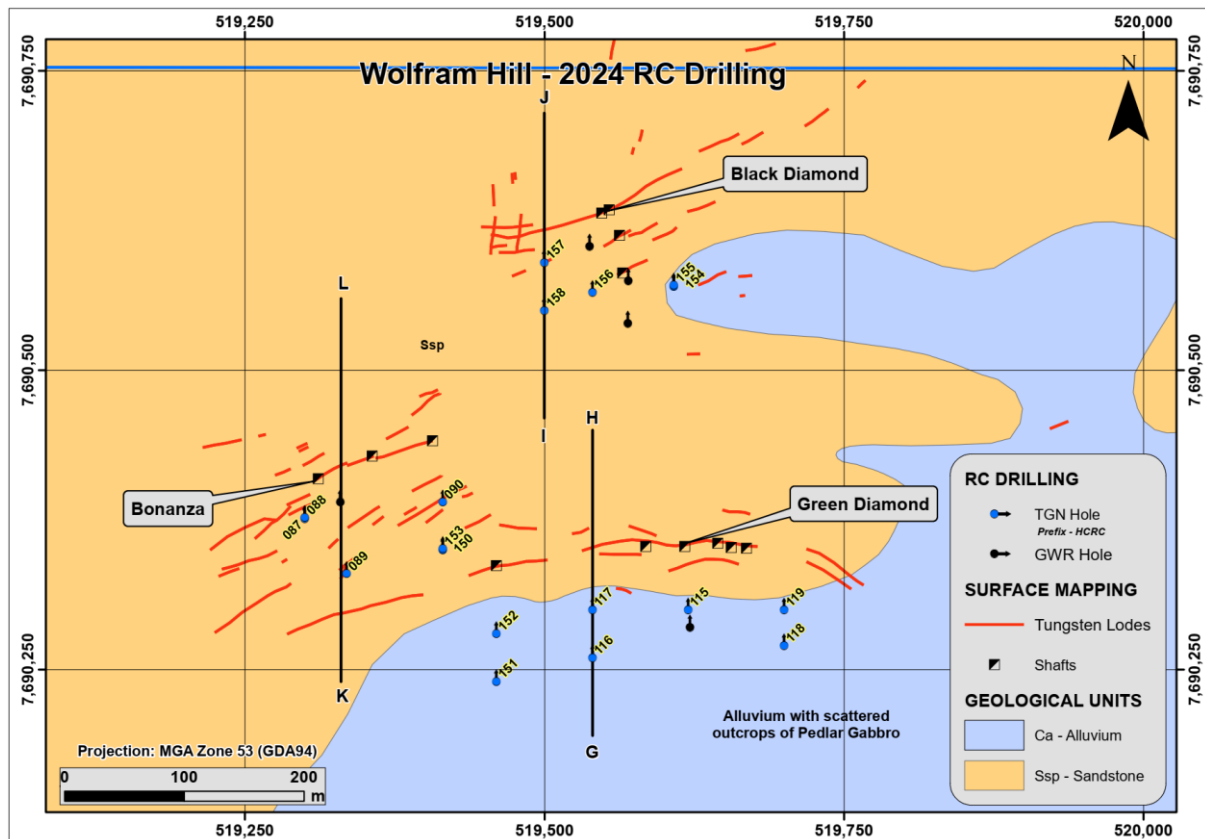 519,250
519,500
519,750
520,000
7,690,750
7,690,750
Wolfram Hill - 2024 RC Drilling
N
J
Black Diamond
157
158
156
155
154
L
Ssp
7,690,500
7,690,500
I
H
Bonanza
088
087
090
153
150
089
Green Diamond
117
115
119
152
116
118
151
7,690,250
7,690,250
K
G
Alluvium with scattered
outcrops of Pedlar Gabbro
RC DRILLING
TGN Hole
Prefix - HCRC
GWR Hole
SURFACE MAPPING
Tungsten Lodes
Shafts
GEOLOGICAL UNITS
Ca - Alluvium
Ssp - Sandstone
Projection: MGA Zone 53 (GDA94)
0
100
200
m
519,250
519,500
519,750
520,000